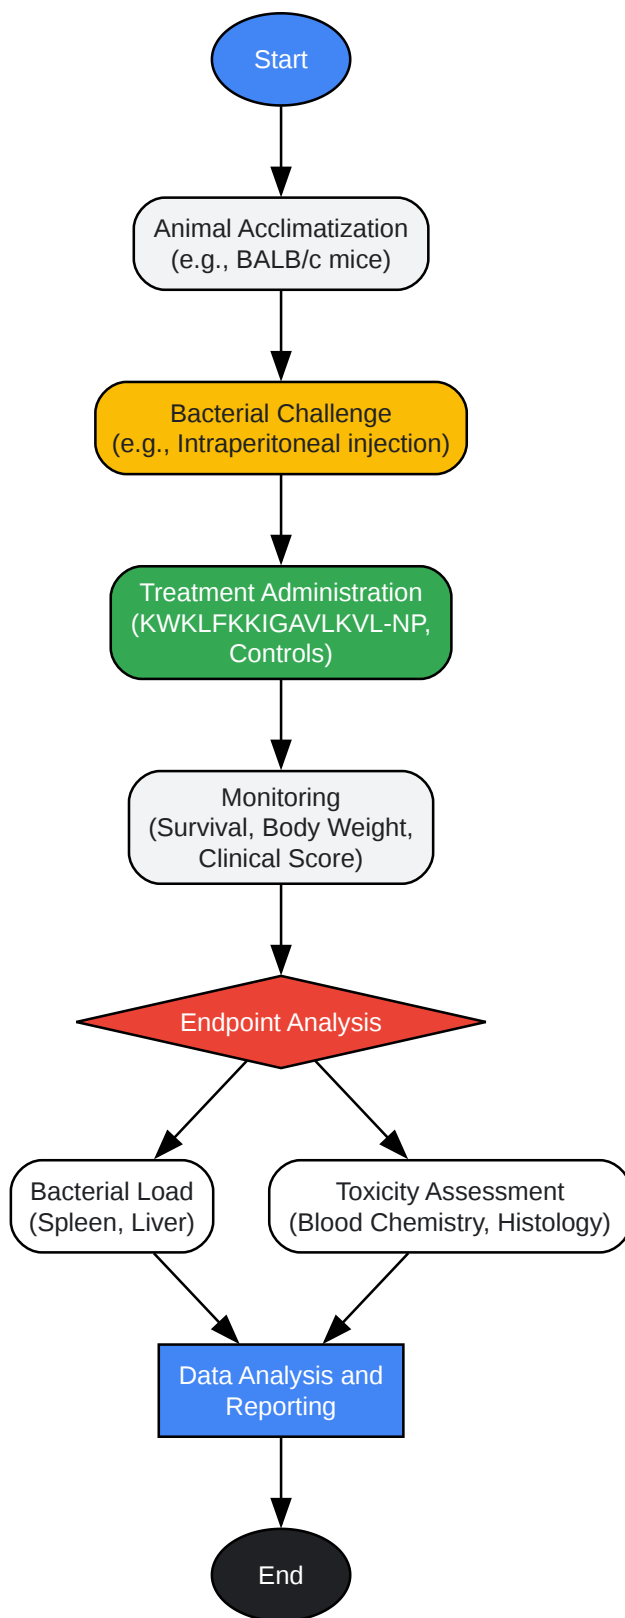 Start
Animal Acclimatization
(e.g., BALB/c mice)
Bacterial Challenge
(e.g., Intraperitoneal injection)
Treatment Administration
(KWKLFKKIGAVLKVL-NP,
Controls)
Monitoring
(Survival, Body Weight,
Clinical Score)
Endpoint Analysis
Bacterial Load
(Spleen, Liver)
Toxicity Assessment
(Blood Chemistry, Histology)
Data Analysis and
Reporting
End